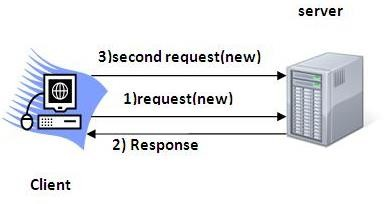 server
3)second request(new)
1)request(new)
2) Response
Client